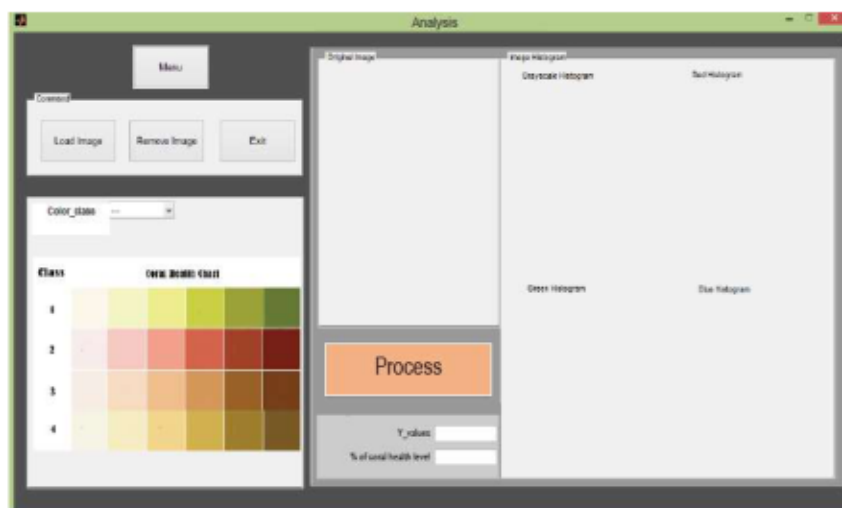 Analysis
Menu
Command
Load Image
Remove Image
Exit
Color_class
---
Class Coral Health Chart
1
2
3
4
Original Image
Process
Y_values
% of coral health level
Image Histogram
Grayscale Histogram
Red Histogram
Green Histogram
Blue Histogram